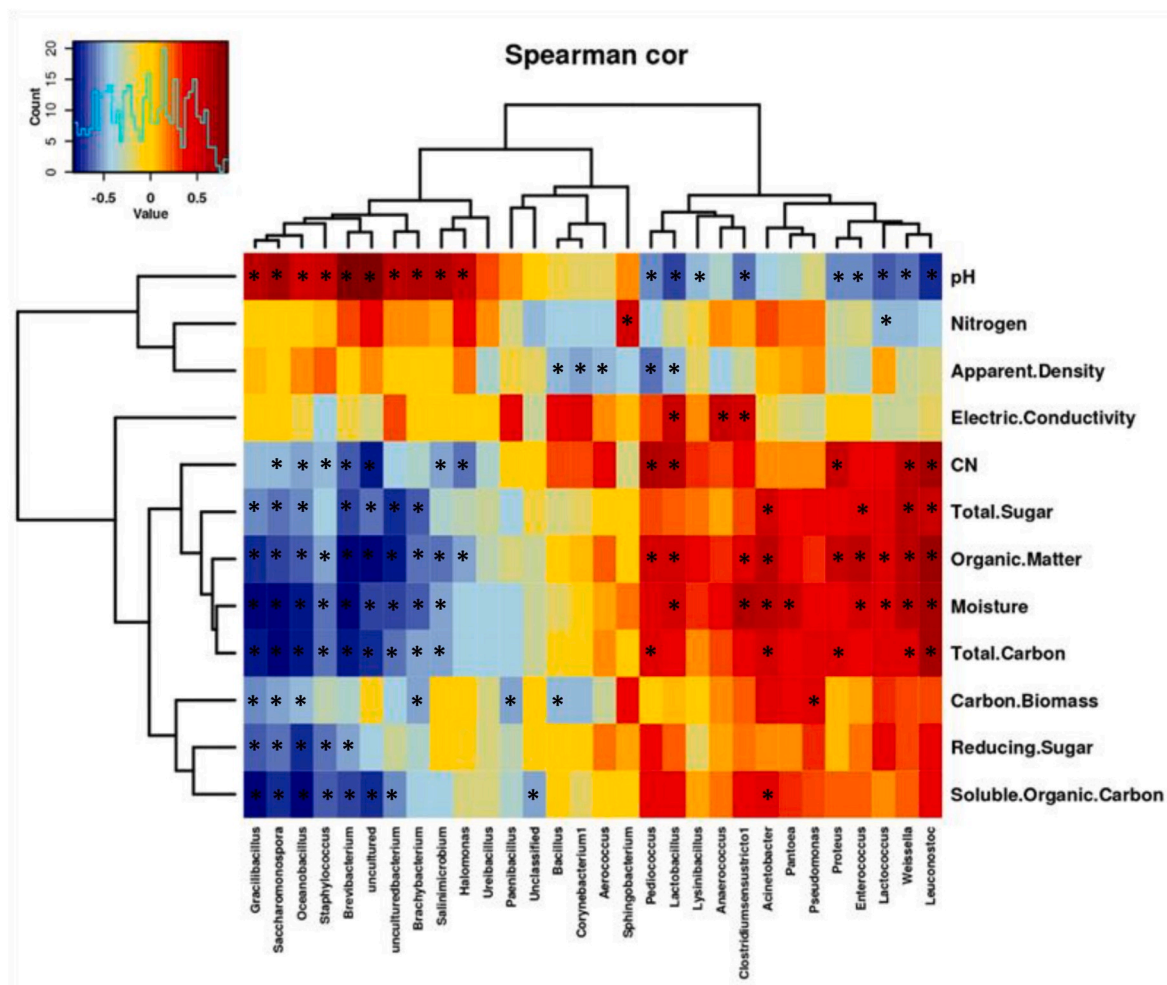 Spearman cor
20
15
10
5
0
Count
-0.5 0 0.5
Value
* * * * * * * * * * * * * * * * * * * pH
* * Nitrogen
* * * * * Apparent.Density
* * * Electric.Conductivity
* * * * * * * * * * * * CN
* * * * * * * * * * * Total.Sugar
* * * * * * * * * * * * * * * * * * * Organic.Matter
* * * * * * * * * * * * * * * * * Moisture
* * * * * * * * * * * * * * Total.Carbon
* * * * * * * Carbon.Biomass
* * * * * Reducing.Sugar
* * * * * * * * * Soluble.Organic.Carbon
Gracilibacillus
Saccharomonospora
Oceanobacillus
Staphylococcus
Brevibacterium
uncultured
unculturedbacterium
Brachybacterium
Salinimicrobium
Halomonas
Ureibacillus
Paenibacillus
Unclassified
Bacillus
Corynebacterium1
Aerococcus
Sphingobacterium
Pediococcus
Lactobacillus
Lysinibacillus
Anaerococcus
Clostridiumsensustricto1
Acinetobacter
Pantoea
Pseudomonas
Proteus
Enterococcus
Lactococcus
Weissella
Leuconostoc